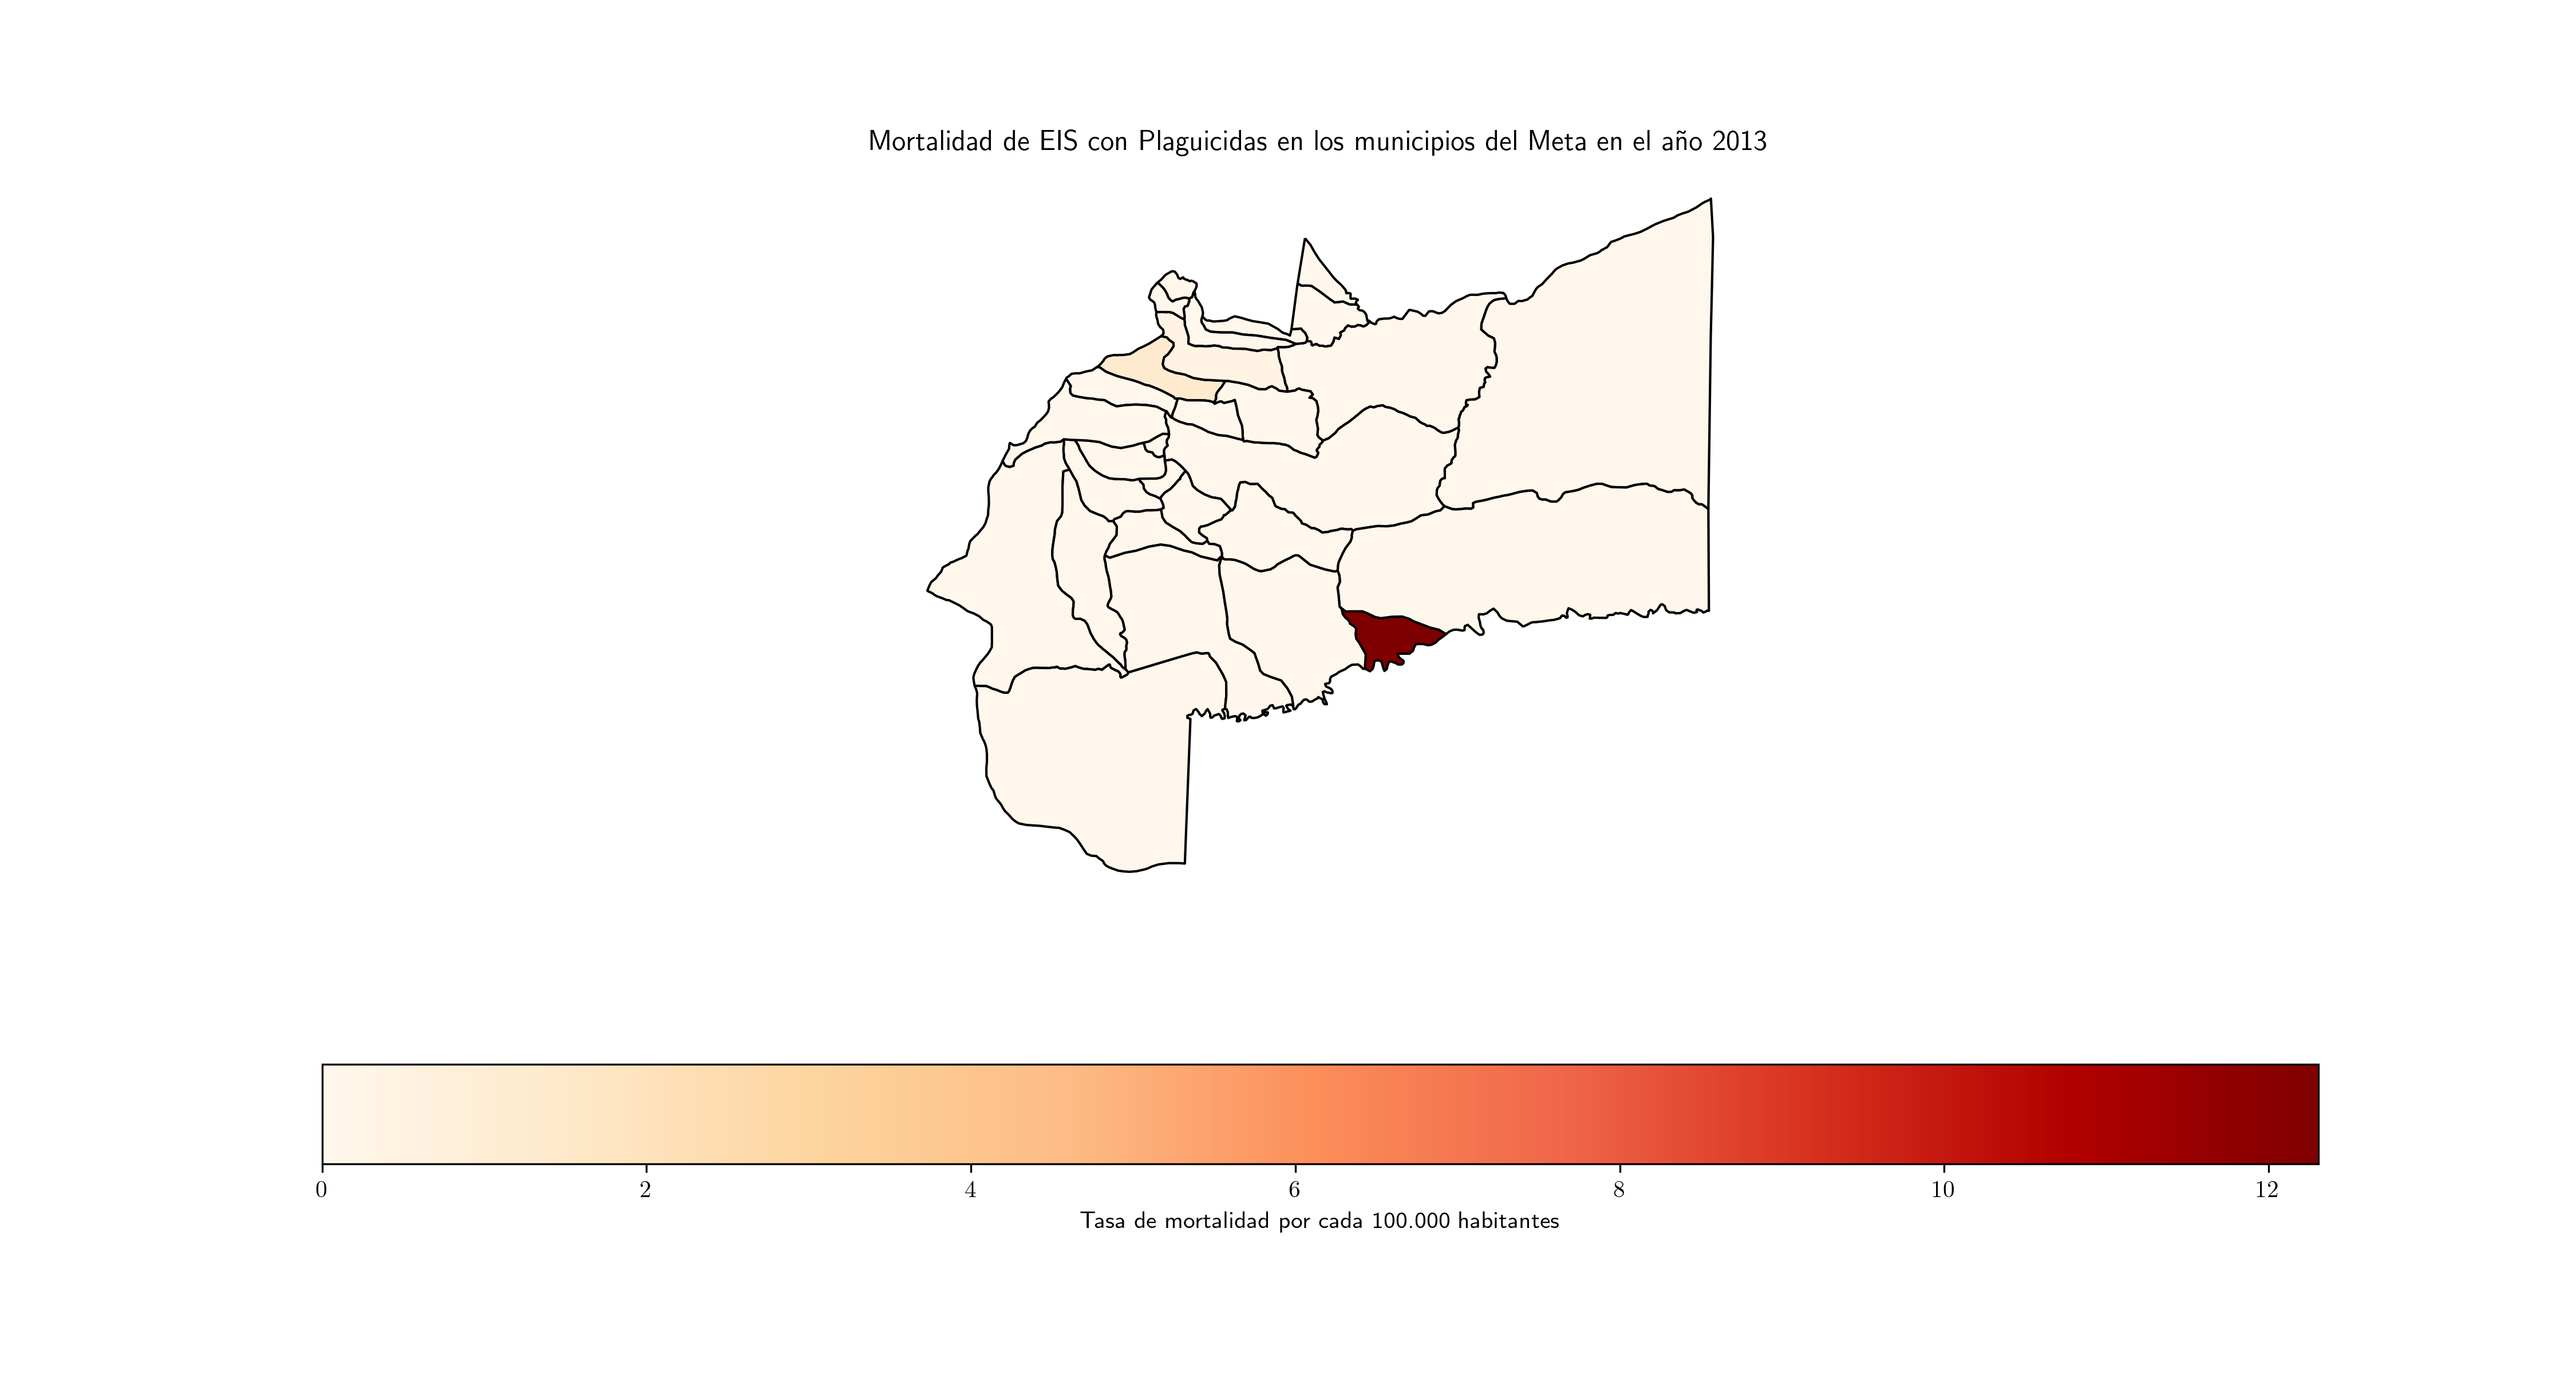 Mortalidad de EIS con Plaguicidas en los municipios del Meta en el año 2013
0 2 4 6 8 10 12
Tasa de mortalidad por cada 100.000 habitantes